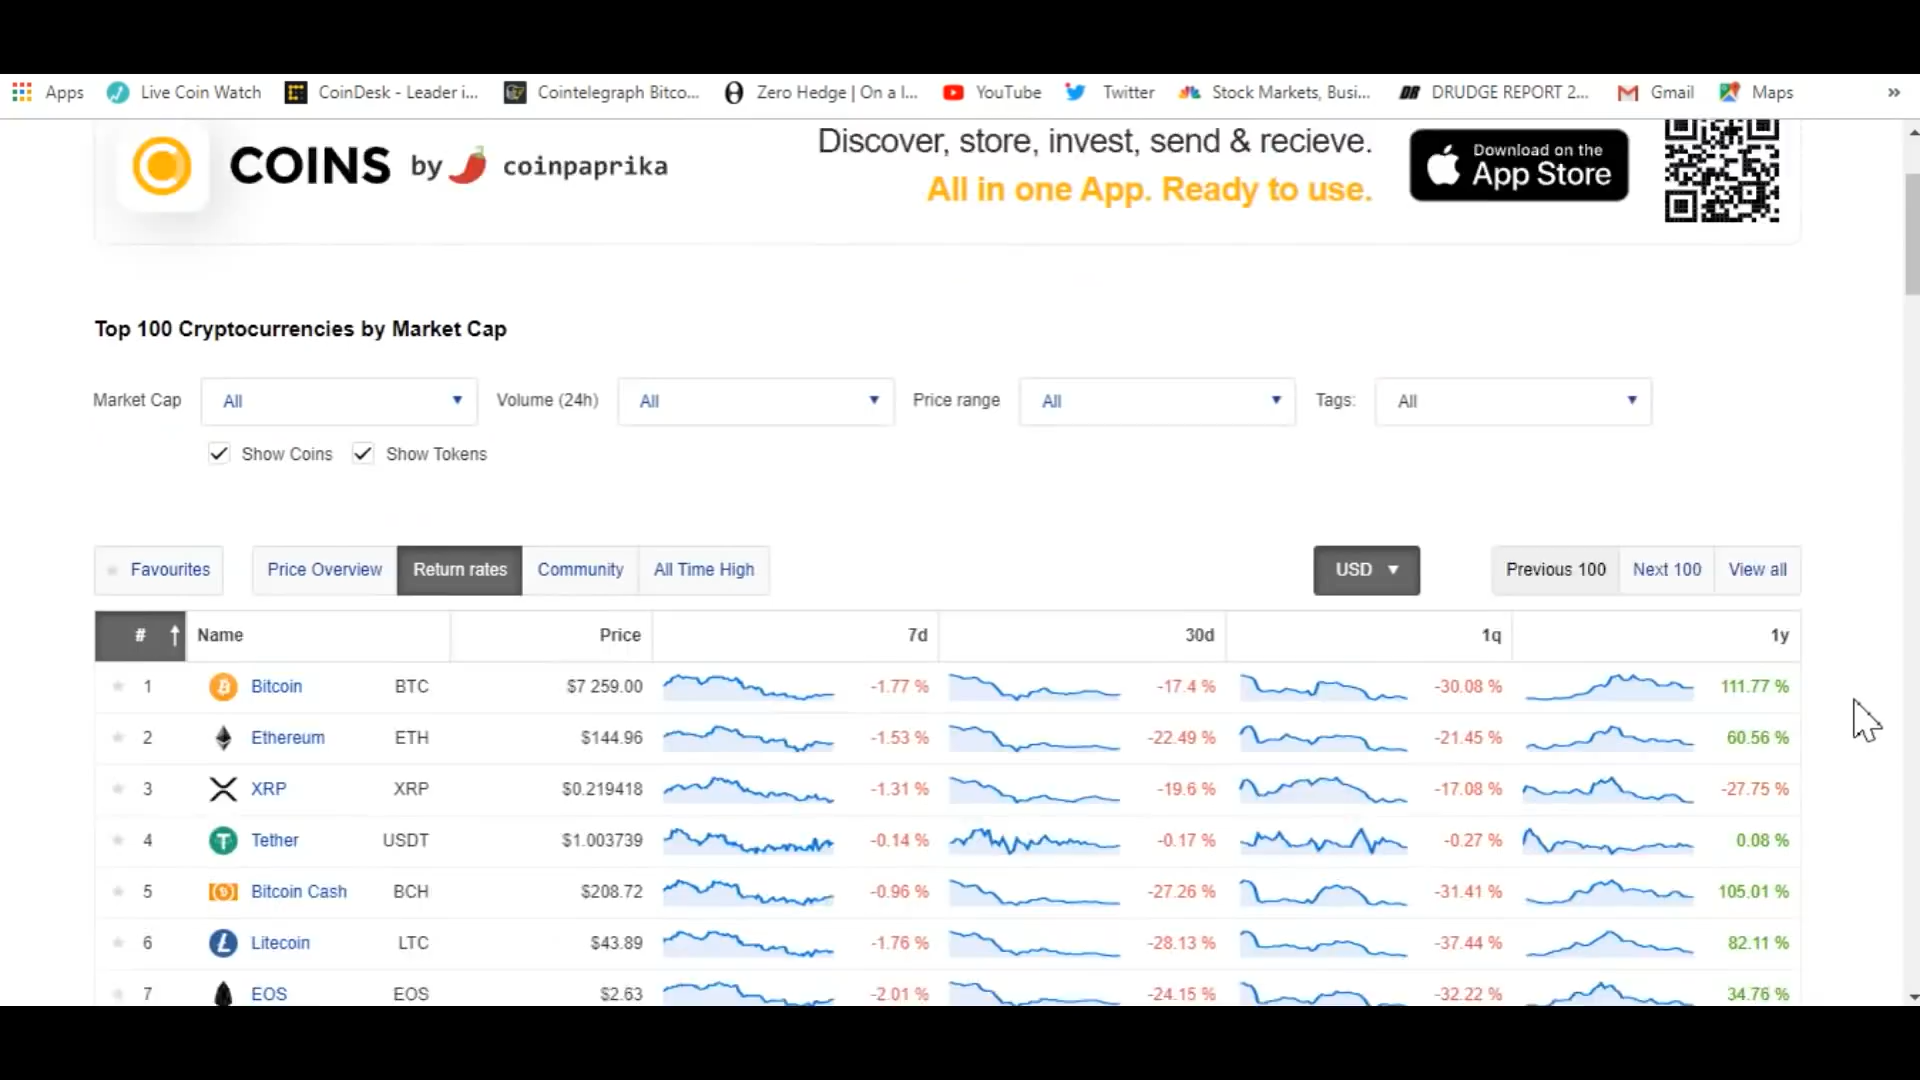 Apps Live Coin Watch CoinDesk - Leader i... Cointelegraph Bitco... Zero Hedge | On a l... YouTube Twitter Stock Markets, Busi... DRUDGE REPORT 2... Gmail Maps »
COINS by coinpaprika
Discover, store, invest, send & recieve.
All in one App. Ready to use.
Download on the
App Store
Top 100 Cryptocurrencies by Market Cap
Market Cap All Volume (24h) All Price range All Tags: All
Show Coins Show Tokens
Favourites Price Overview Return rates Community All Time High USD Previous 100 Next 100 View all
# Name Price 7d 30d 1q 1y
1 Bitcoin BTC $7 259.00 -1.77 % -17.4 % -30.08 % 111.77 %
2 Ethereum ETH $144.96 -1.53 % -22.49 % -21.45 % 60.56 %
3 XRP XRP $0.219418 -1.31 % -19.6 % -17.08 % -27.75 %
4 Tether USDT $1.003739 -0.14 % -0.17 % -0.27 % 0.08 %
5 Bitcoin Cash BCH $208.72 -0.96 % -27.26 % -31.41 % 105.01 %
6 Litecoin LTC $43.89 -1.76 % -28.13 % -37.44 % 82.11 %
7 EOS EOS $2.63 -2.01 % -24.15 % -32.22 % 34.76 %